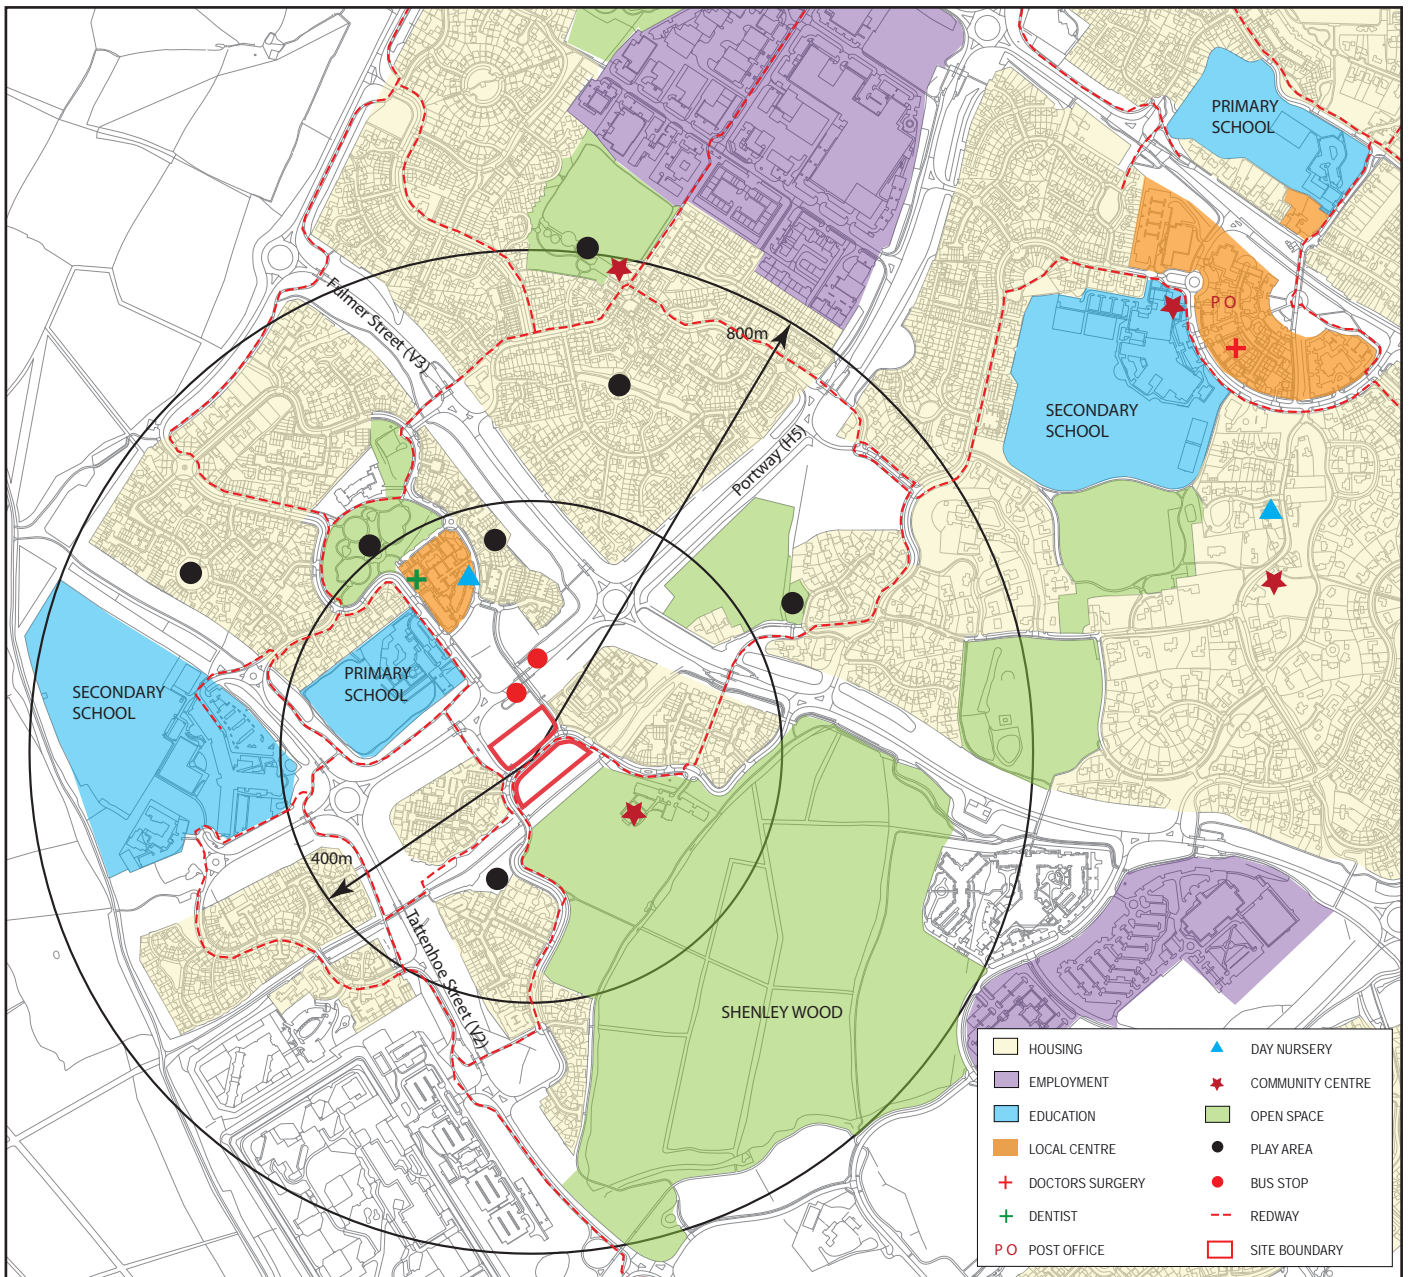 PRIMARY
SCHOOL
P O
Fulmer Street (V3)
800m
SECONDARY
SCHOOL
Portway (H5)
PRIMARY
SCHOOL
SECONDARY
SCHOOL
400m
Tattenhoe Street (V2)
SHENLEY WOOD
HOUSING
EMPLOYMENT
EDUCATION
LOCAL CENTRE
DOCTORS SURGERY
DENTIST
P O POST OFFICE
DAY NURSERY
COMMUNITY CENTRE
OPEN SPACE
PLAY AREA
BUS STOP
REDWAY
SITE BOUNDARY